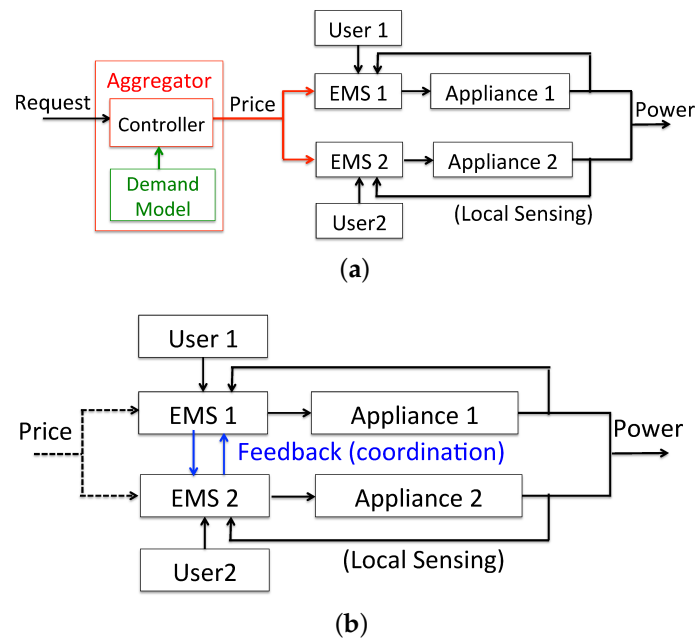 User 1
Aggregator
Request
Controller
Price
EMS 1
Appliance 1
Power
Demand
Model
EMS 2
Appliance 2
User2
(Local Sensing)
(a)
User 1
Price
EMS 1
Appliance 1
Power
Feedback (coordination)
EMS 2
Appliance 2
User2
(Local Sensing)
(b)